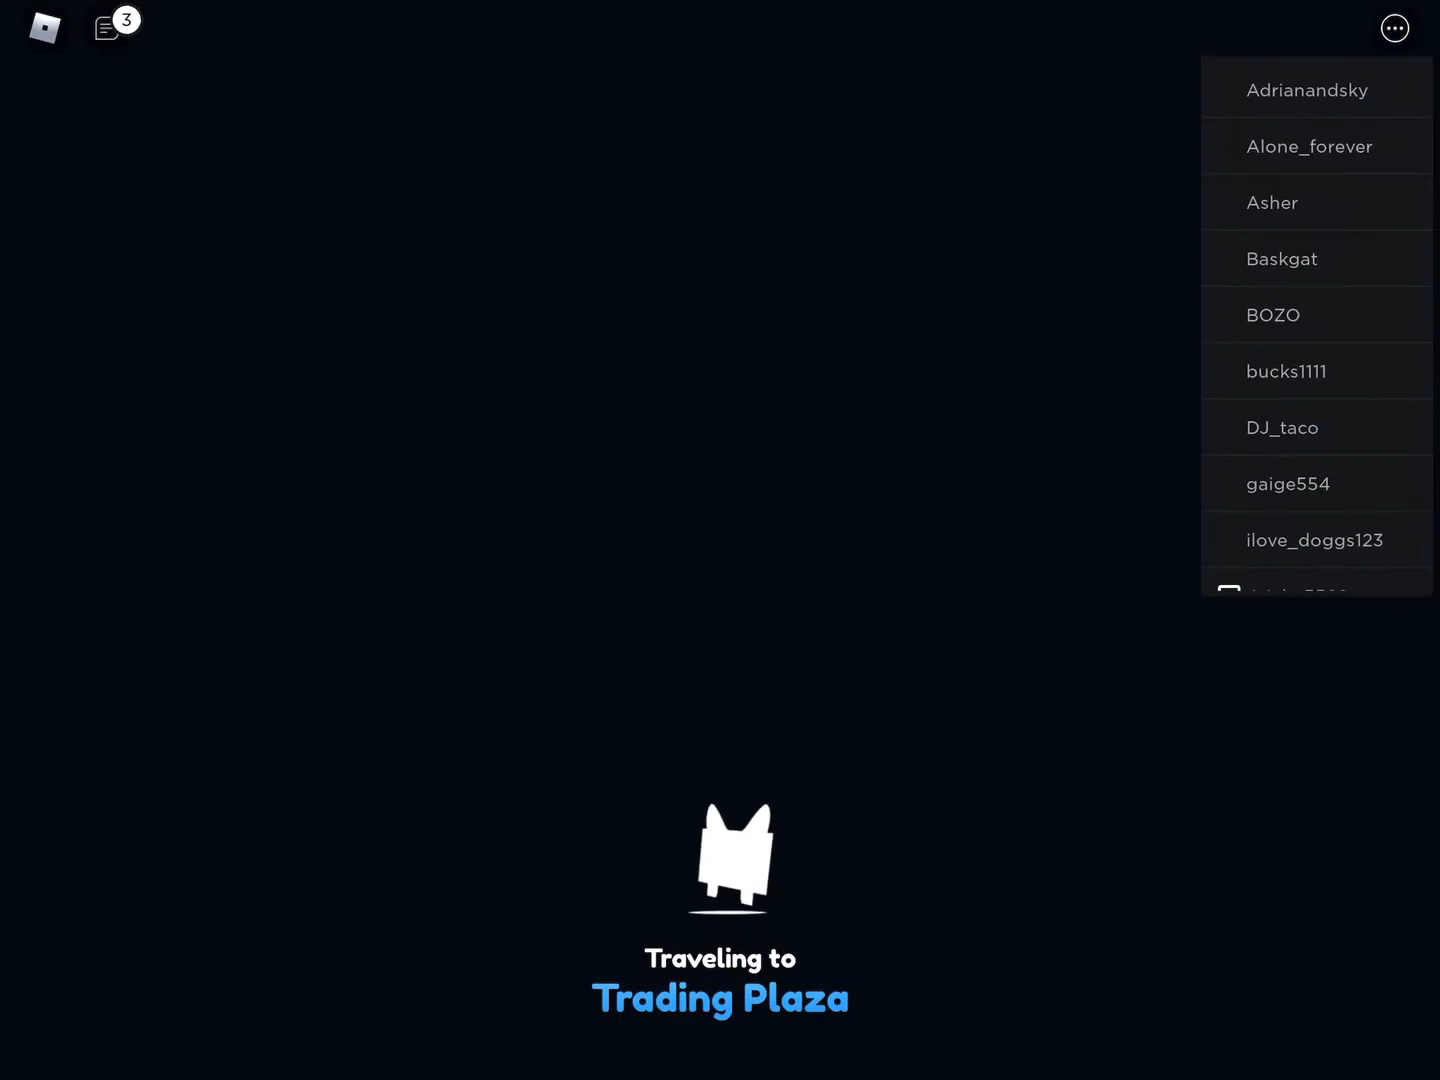 3
Adrianandsky
Alone_forever
Asher
Baskgat
BOZO
bucks1111
DJ_taco
gaige554
ilove_doggs123
Traveling to
Trading Plaza